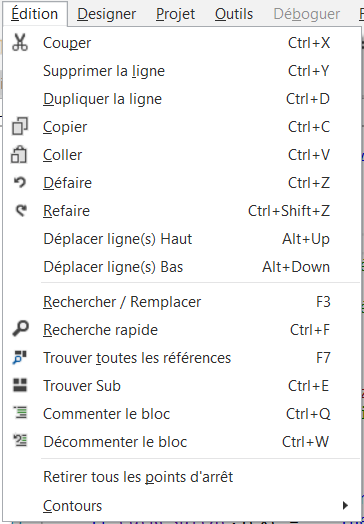 Édition Designer Projet Outils Déboguer
Couper Ctrl+X
Supprimer la ligne Ctrl+Y
Dupliquer la ligne Ctrl+D
Copier Ctrl+C
Coller Ctrl+V
Défaire Ctrl+Z
Refaire Ctrl+Shift+Z
Déplacer ligne(s) Haut Alt+Up
Déplacer ligne(s) Bas Alt+Down
Rechercher / Remplacer F3
Recherche rapide Ctrl+F
Trouver toutes les références F7
Trouver Sub Ctrl+E
Commenter le bloc Ctrl+Q
Décommenter le bloc Ctrl+W
Retirer tous les points d'arrêt
Contours